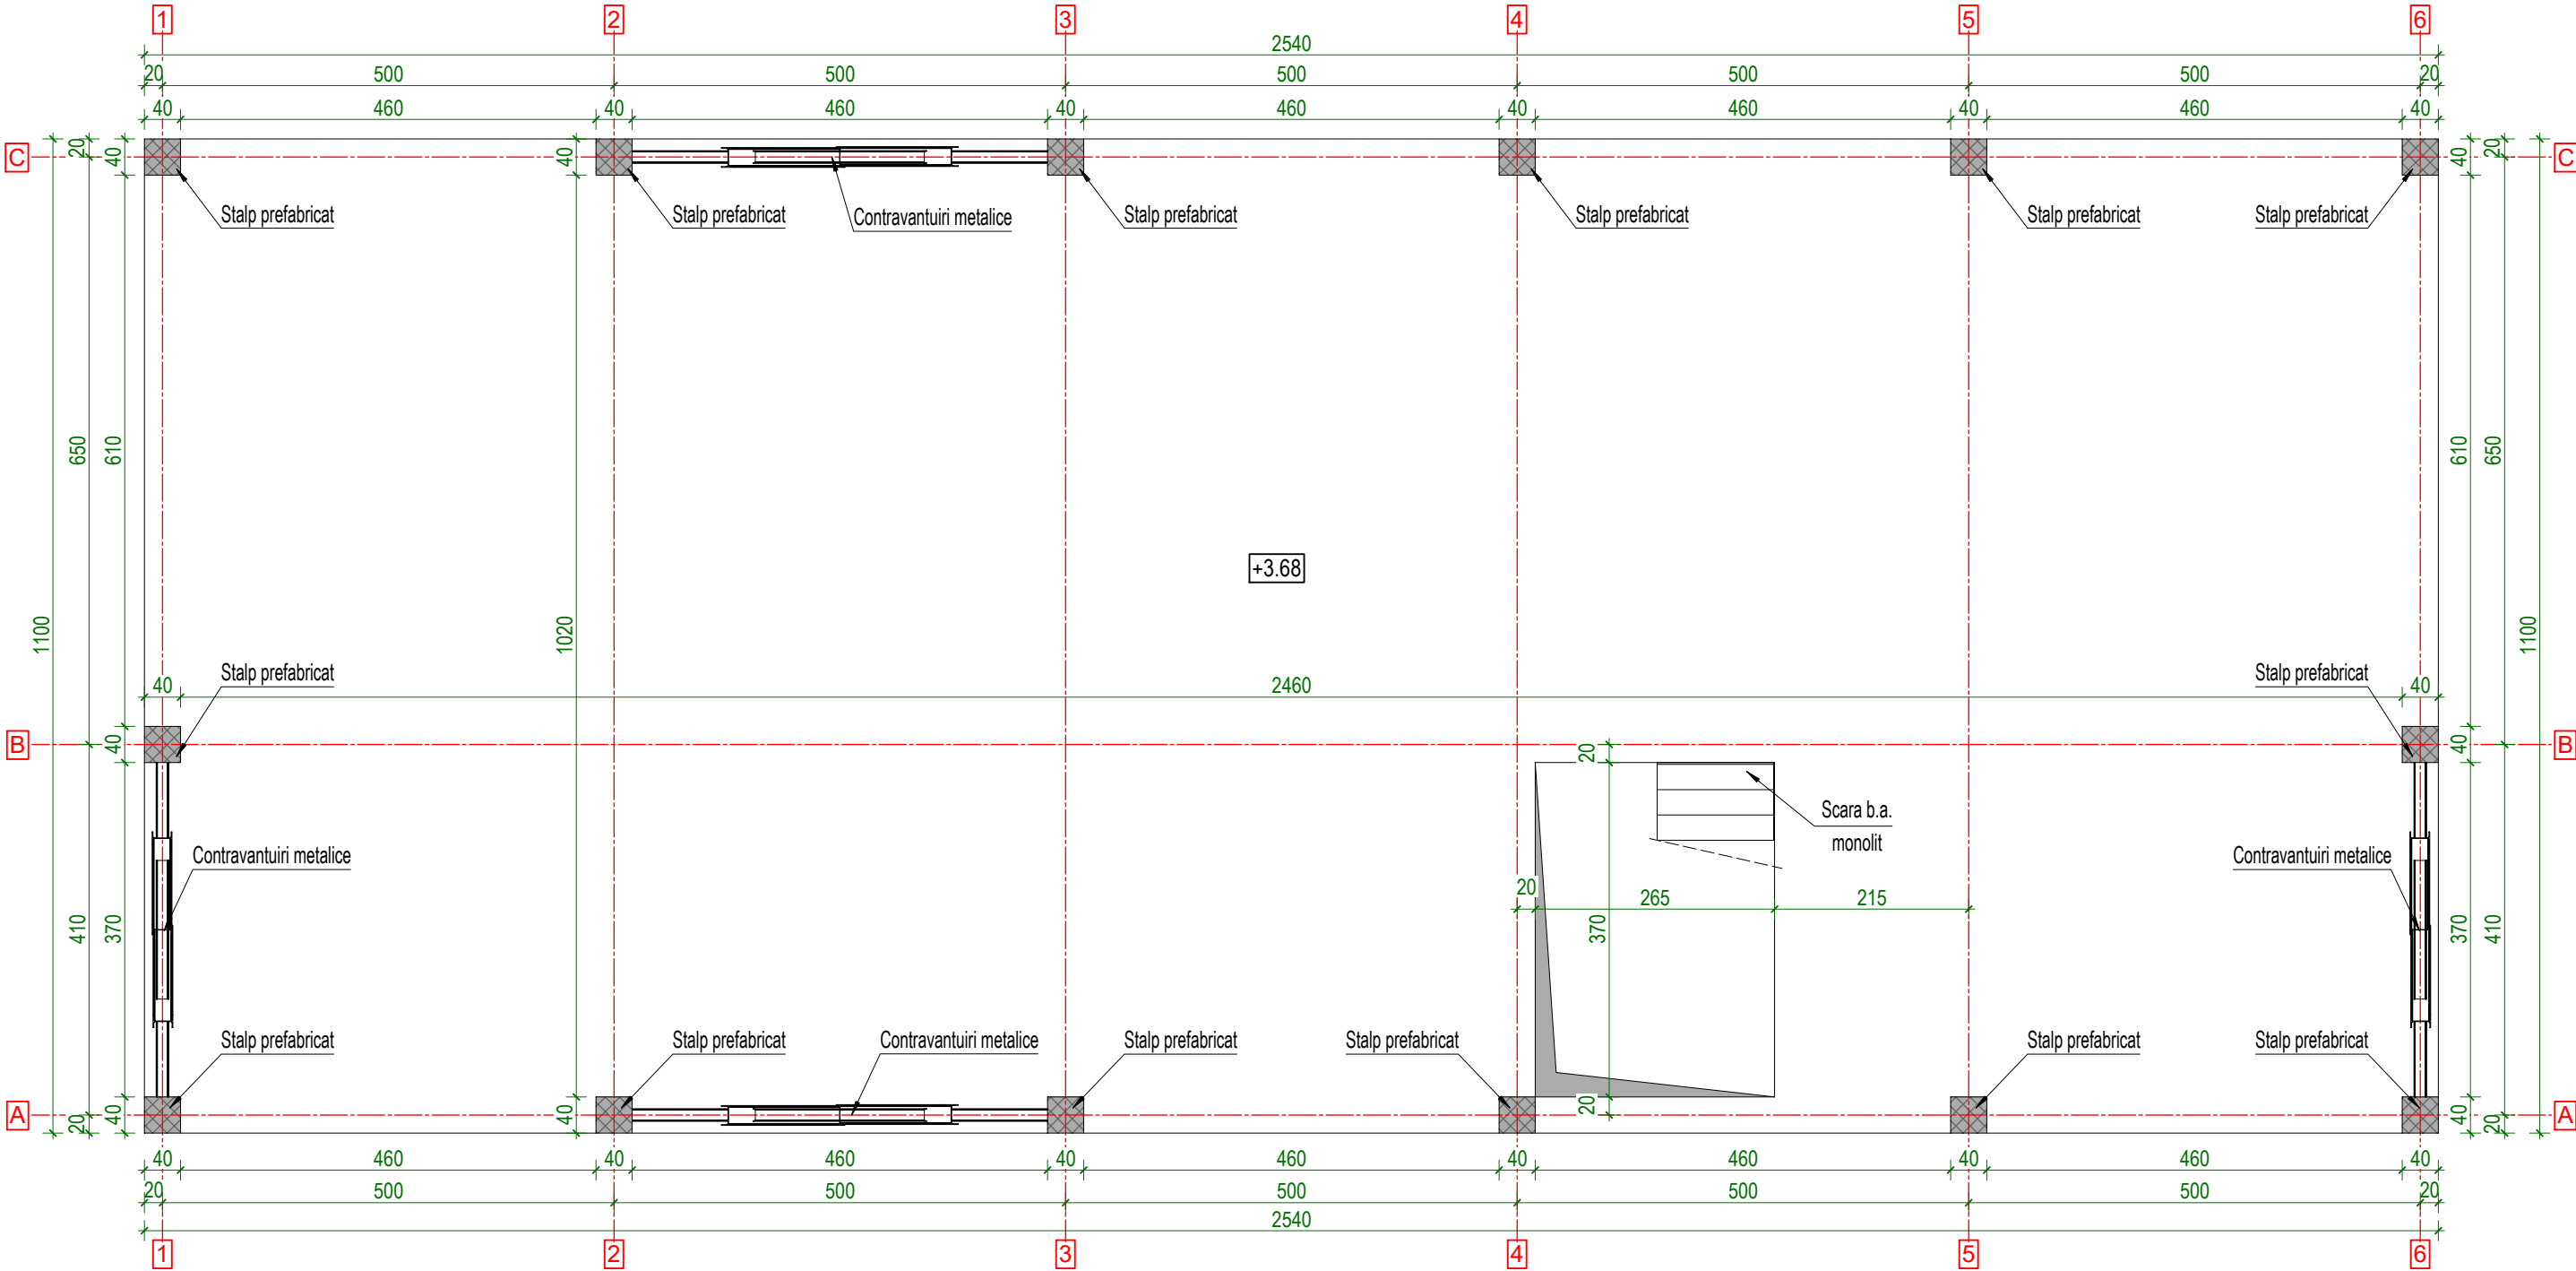 1 2 3 4 5 6
2540
20 500 500 500 500 500 20
40 460 40 460 40 460 40 460 40 460 40
C 20 40 40 40 20 C
Stalp prefabricat Stalp prefabricat Contravantuiri metalice Stalp prefabricat Stalp prefabricat Stalp prefabricat Stalp prefabricat
650 610 610 650
+3.68
1100 1020 1100
Stalp prefabricat Stalp prefabricat
40 2460 40
B 40 20 40 B
Scara b.a.
monolit
Contravantuiri metalice Contravantuiri metalice
20 265 215
410 370 370 370 410
Stalp prefabricat Stalp prefabricat Contravantuiri metalice Stalp prefabricat Stalp prefabricat Stalp prefabricat Stalp prefabricat
A 20 40 40 20 40 20 A
40 460 40 460 40 460 40 460 40 460 40
20 500 500 500 500 500 20
2540
1 2 3 4 5 6